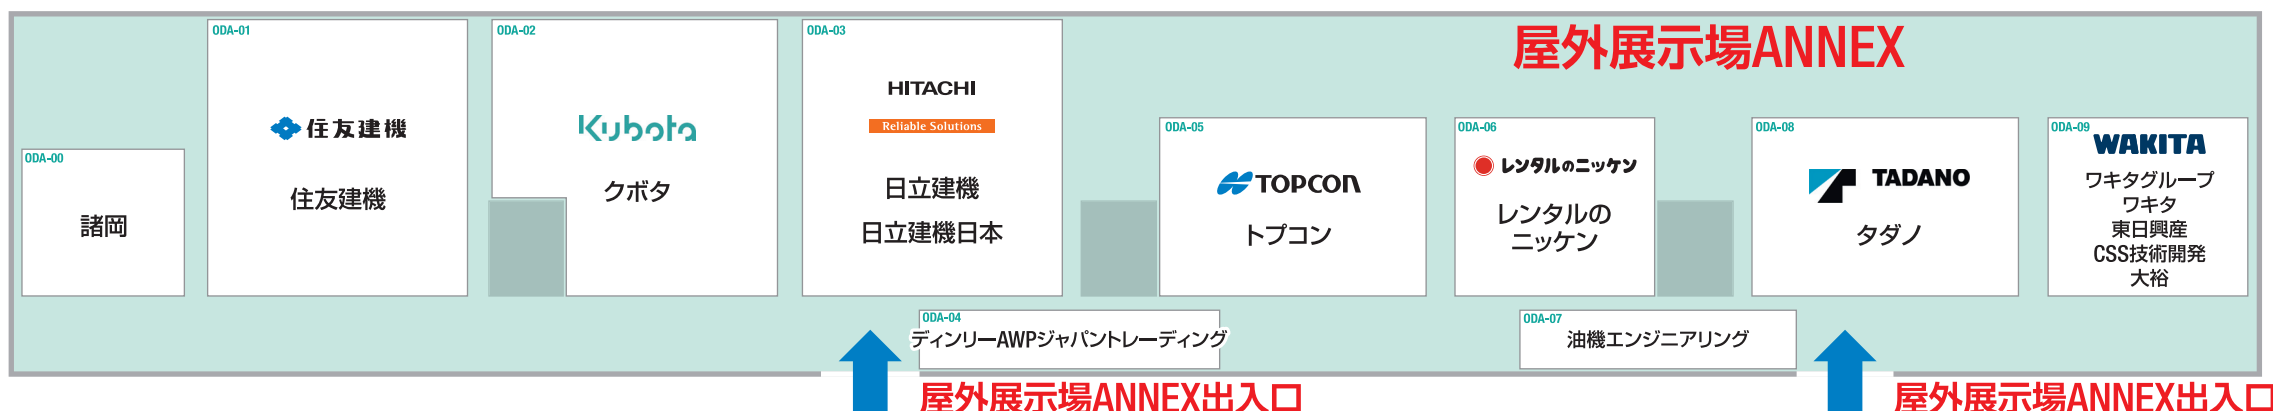 屋外展示場ANNEX
ODA-00
諸岡
ODA-01
住友建機
住友建機
ODA-02
Kubota
クボタ
ODA-03
HITACHI
Reliable Solutions
日立建機
日立建機日本
ODA-04
ディンリーAWPジャパントレーディング
ODA-05
TOPCON
トプコン
ODA-06
レンタルのニッケン
レンタルの
ニッケン
ODA-07
油機エンジニアリング
ODA-08
TADANO
タダノ
ODA-09
WAKITA
ワキタグループ
ワキタ
東日興産
CSS技術開発
大裕
屋外展示場ANNEX出入口
屋外展示場ANNEX出入口